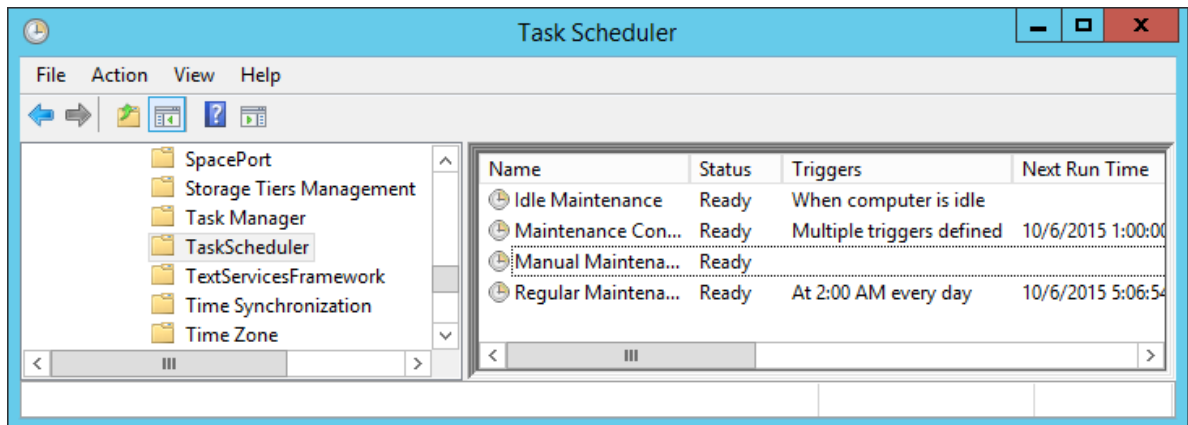 Task Scheduler
File Action View Help
SpacePort
Storage Tiers Management
Task Manager
TaskScheduler
TextServicesFramework
Time Synchronization
Time Zone
Name Status Triggers Next Run Time
Idle Maintenance Ready When computer is idle
Maintenance Con... Ready Multiple triggers defined 10/6/2015 1:00:00
Manual Maintena... Ready
Regular Maintena... Ready At 2:00 AM every day 10/6/2015 5:06:54